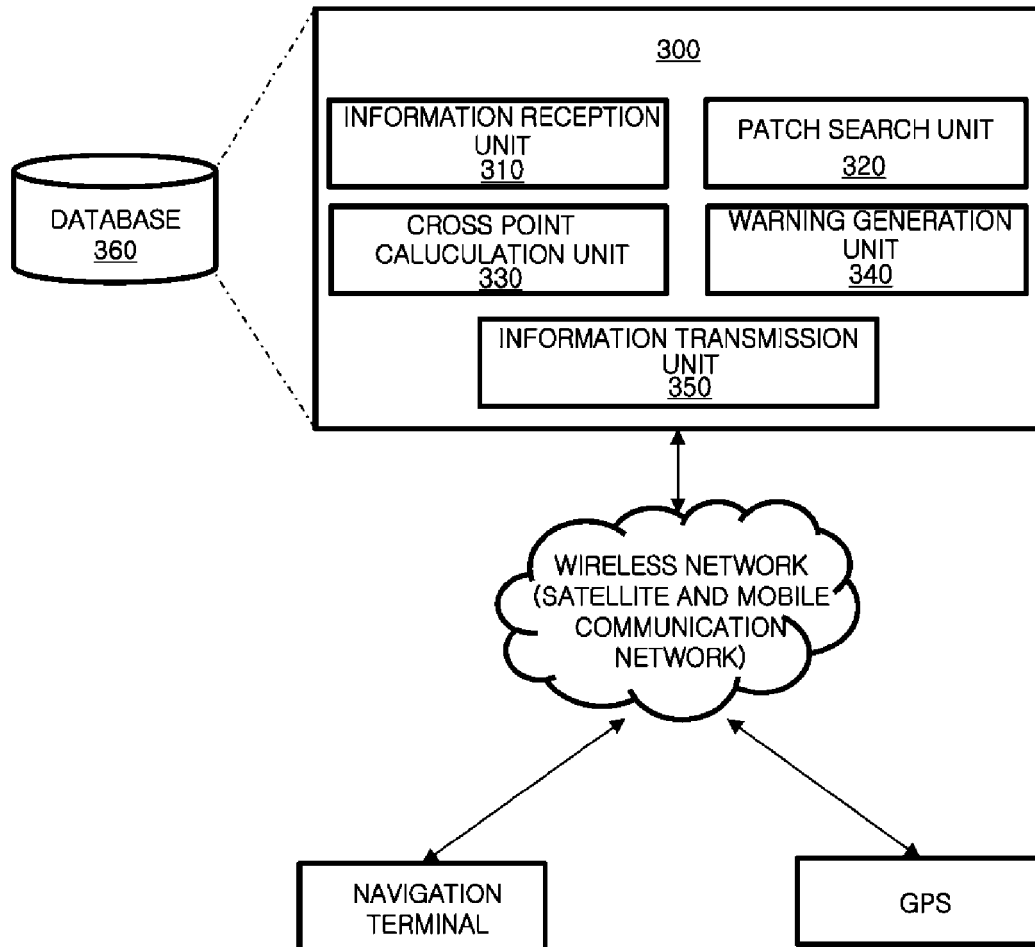 300
INFORMATION RECEPTION
UNIT
310
PATCH SEARCH UNIT
320
DATABASE
360
CROSS POINT
CALUCULATION UNIT
330
WARNING GENERATION
UNIT
340
INFORMATION TRANSMISSION
UNIT
350
WIRELESS NETWORK
(SATELLITE AND MOBILE
COMMUNICATION
NETWORK)
NAVIGATION
TERMINAL
GPS